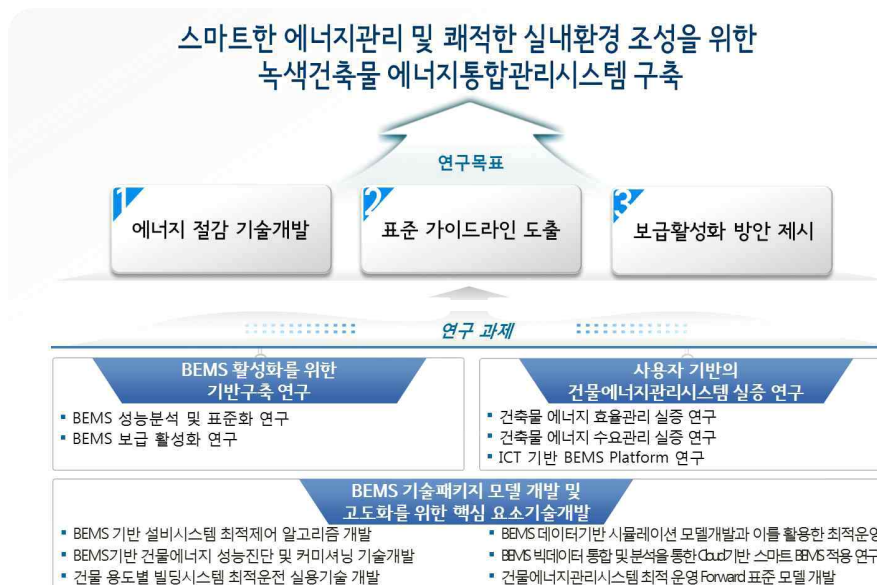 스마트한 에너지관리 및 쾌적한 실내환경 조성을 위한
녹색건축물 에너지통합관리시스템 구축
연구목표
1 에너지 절감 기술개발
2 표준 가이드라인 도출
3 보급활성화 방안 제시
연구 과제
BEMS 활성화를 위한
기반구축 연구
▪ BEMS 성능분석 및 표준화 연구
▪ BEMS 보급 활성화 연구
사용자 기반의
건물에너지관리시스템 실증 연구
▪ 건축물 에너지 효율관리 실증 연구
▪ 건축물 에너지 수요관리 실증 연구
▪ ICT 기반 BEMS Platform 연구
BEMS 기술패키지 모델 개발 및
고도화를 위한 핵심 요소기술개발
▪ BEMS 기반 설비시스템 최적제어 알고리즘 개발
▪ BEMS기반 건물에너지 성능진단 및 커미셔닝 기술개발
▪ 건물 용도별 빌딩시스템 최적운전 실용기술 개발
▪ BEMS 데이터기반 시뮬레이션 모델개발과 이를 활용한 최적운영
▪ BEMS 빅데이터 통합 및 분석을 통한 Cloud기반 스마트 BEMS 적용 연구
▪ 건물에너지관리시스템 최적 운영 Forward 표준 모델 개발